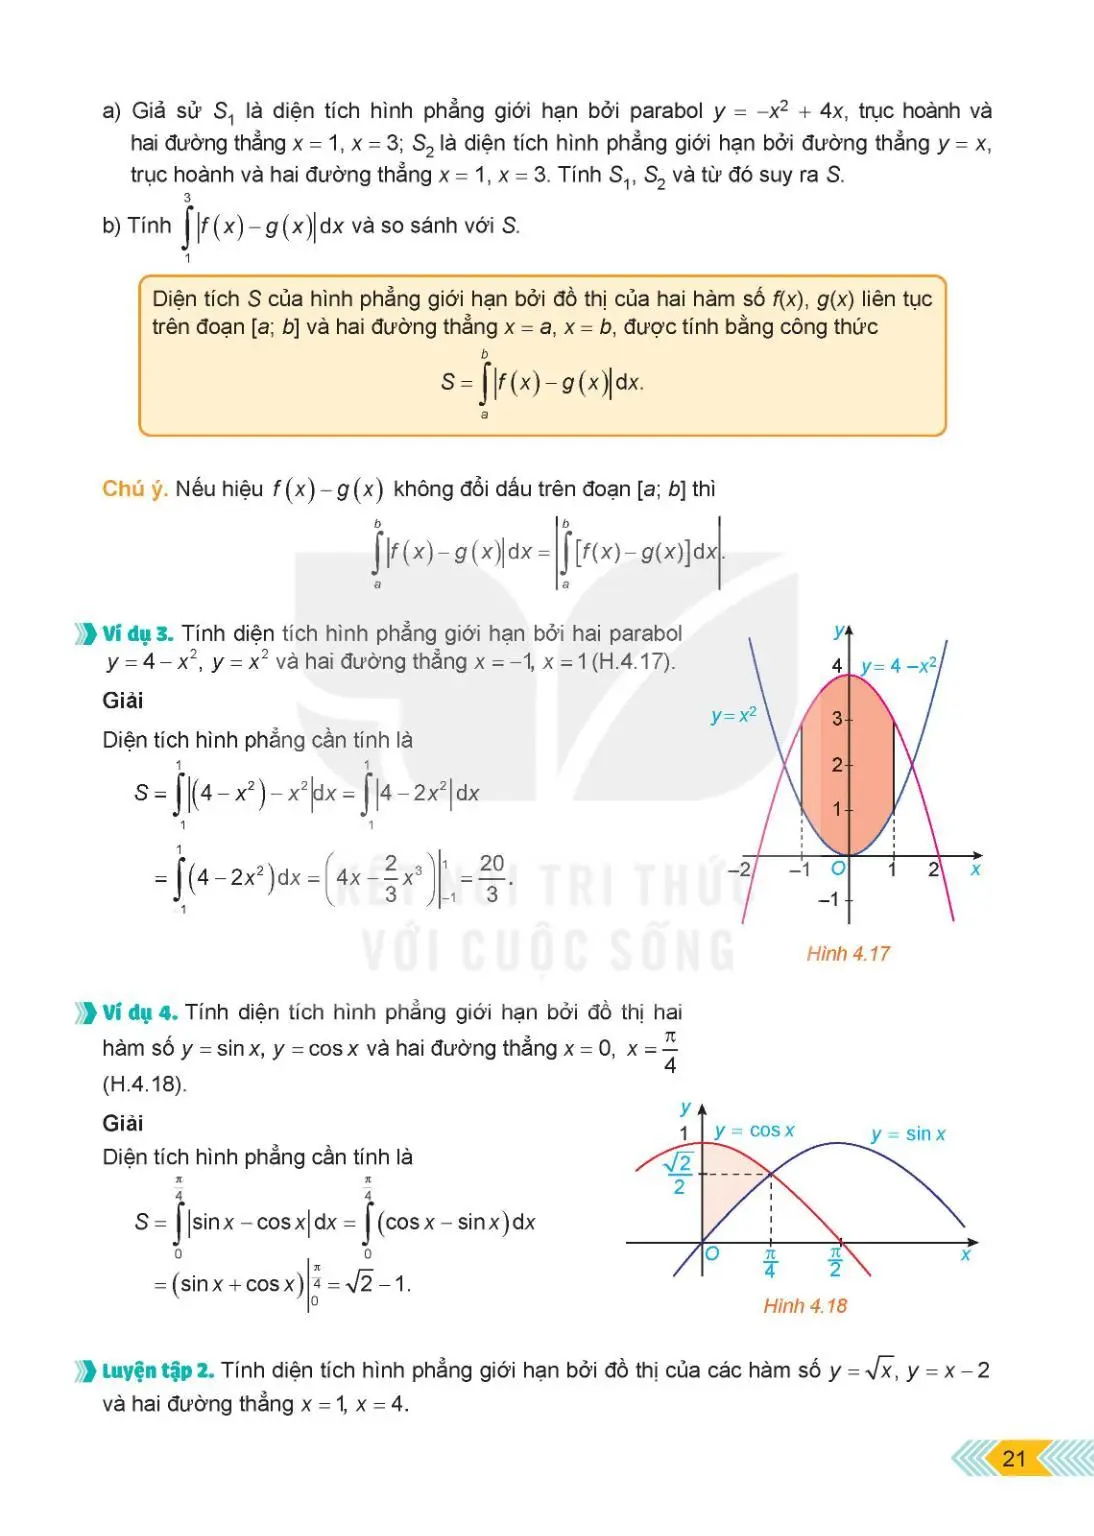 a) Giả sử S₁ là diện tích hình phẳng giới hạn bởi parabol y = −x² + 4x, trục hoành và
hai đường thẳng x = 1, x = 3; S₂ là diện tích hình phẳng giới hạn bởi đường thẳng y = x,
trục hoành và hai đường thẳng x = 1, x = 3. Tính S₁, S₂ và từ đó suy ra S.
b) Tính ∫₁³ |f(x) − g(x)| dx và so sánh với S.
Diện tích S của hình phẳng giới hạn bởi đồ thị của hai hàm số f(x), g(x) liên tục
trên đoạn [a; b] và hai đường thẳng x = a, x = b, được tính bằng công thức
S = ∫ₐᵇ |f(x) − g(x)| dx.
Chú ý. Nếu hiệu f(x) − g(x) không đổi dấu trên đoạn [a; b] thì
∫ₐᵇ |f(x) − g(x)| dx = |∫ₐᵇ [f(x) − g(x)] dx|.
Ví dụ 3. Tính diện tích hình phẳng giới hạn bởi hai parabol
y = 4 − x², y = x² và hai đường thẳng x = −1, x = 1 (H.4.17).
Giải
Diện tích hình phẳng cần tính là
S = ∫₁¹ |(4 − x²) − x²| dx = ∫₁¹ |4 − 2x²| dx
= ∫₁¹ (4 − 2x²) dx = (4x − 2/3 x³)|₋₁¹ = 20/3.
y
4
y = 4 − x²
y = x²
3
2
1
−2
−1
O
1
2
x
−1
Hình 4.17
KẾT NỐI TRI THỨC
VỚI CUỘC SỐNG
Ví dụ 4. Tính diện tích hình phẳng giới hạn bởi đồ thị hai
hàm số y = sin x, y = cos x và hai đường thẳng x = 0, x = π/4
(H.4.18).
Giải
Diện tích hình phẳng cần tính là
S = ∫₀^(π/4) |sin x − cos x| dx = ∫₀^(π/4) (cos x − sin x) dx
= (sin x + cos x)|₀^(π/4) = √2 − 1.
y
1
y = cos x
y = sin x
√2/2
O
π/4
π/2
x
Hình 4.18
Luyện tập 2. Tính diện tích hình phẳng giới hạn bởi đồ thị của các hàm số y = √x, y = x − 2
và hai đường thẳng x = 1, x = 4.
21